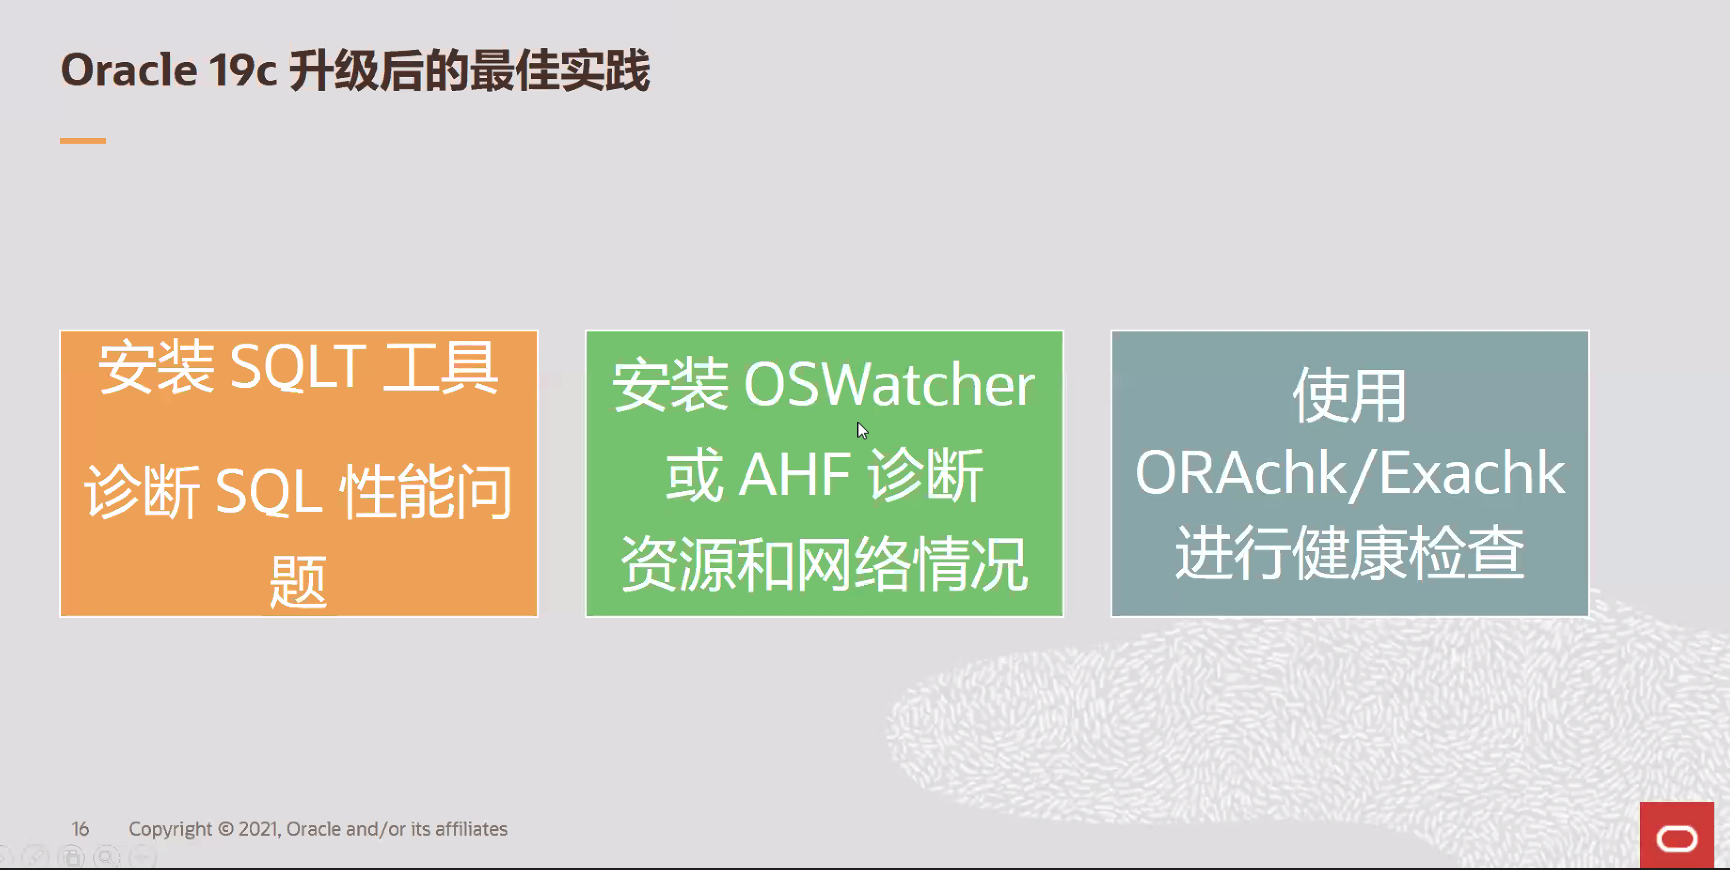 Oracle 19c 升级后的最佳实践
安装 SQLT 工具
诊断 SQL 性能问
题
安装 OSWatcher
或 AHF 诊断
资源和网络情况
使用
ORAchk/Exachk
进行健康检查
16
Copyright © 2021, Oracle and/or its affiliates